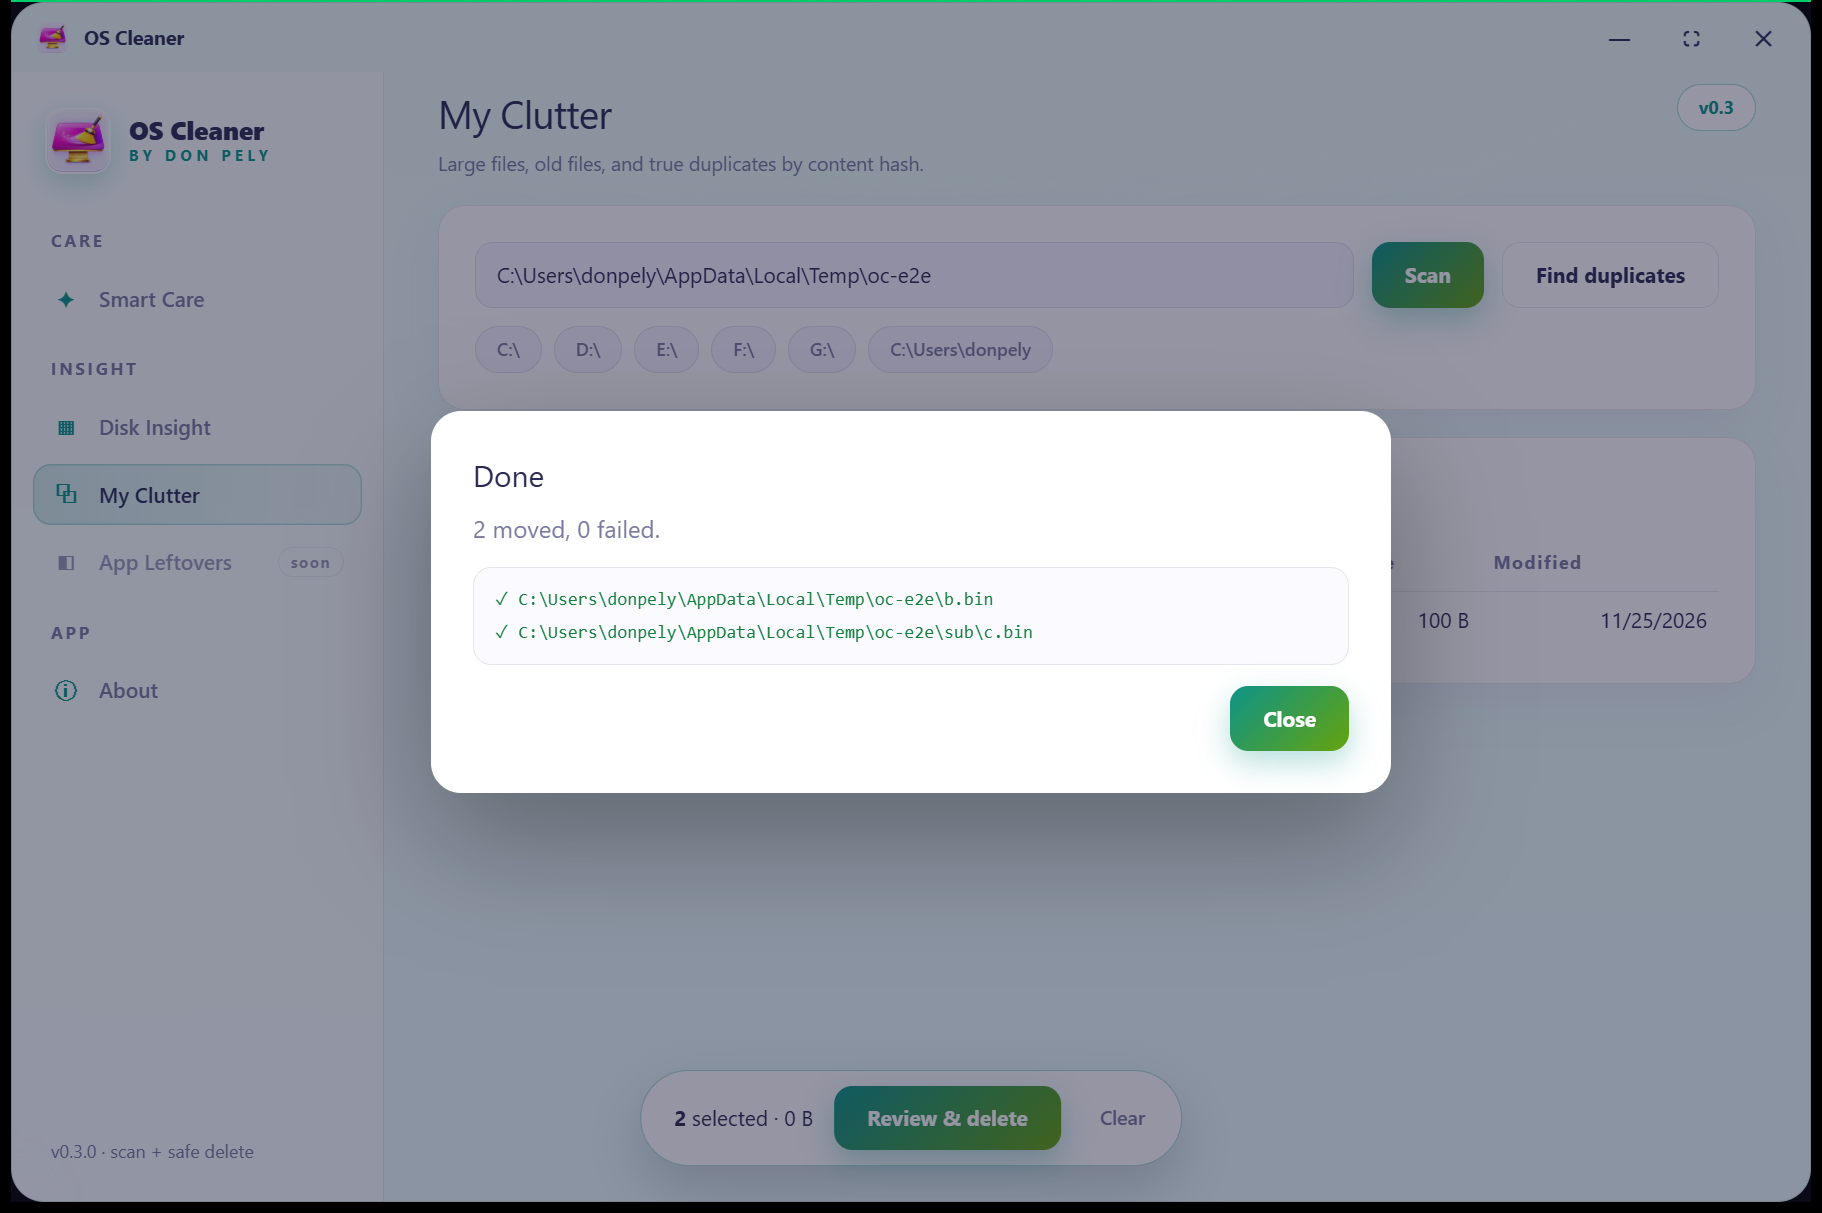 OS Cleaner
OS Cleaner
BY DON PELY
CARE
Smart Care
INSIGHT
Disk Insight
My Clutter
App Leftovers soon
APP
About
v0.3.0 · scan + safe delete
My Clutter
v0.3
Large files, old files, and true duplicates by content hash.
C:\Users\donpely\AppData\Local\Temp\oc-e2e
Scan
Find duplicates
C:\ D:\ E:\ F:\ G:\ C:\Users\donpely
Modified
100 B 11/25/2026
Done
2 moved, 0 failed.
✓ C:\Users\donpely\AppData\Local\Temp\oc-e2e\b.bin
✓ C:\Users\donpely\AppData\Local\Temp\oc-e2e\sub\c.bin
Close
2 selected · 0 B Review & delete Clear